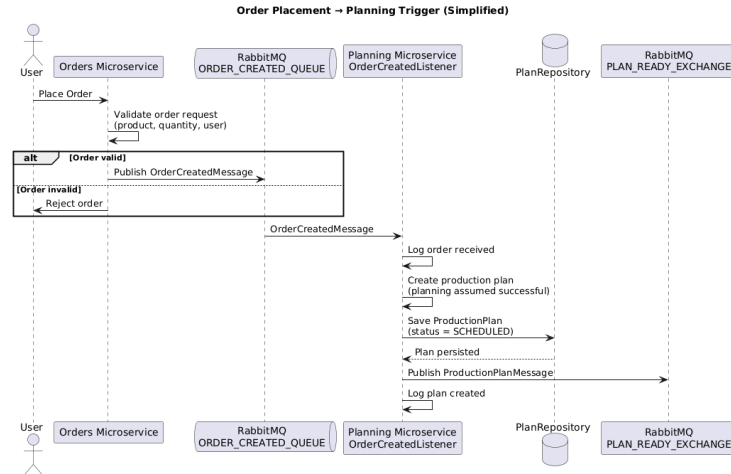 Order Placement → Planning Trigger (Simplified)
User
Orders Microservice
RabbitMQ
ORDER_CREATED_QUEUE
Planning Microservice
OrderCreatedListener
PlanRepository
RabbitMQ
PLAN_READY_EXCHANGE
Place Order
Validate order request
(product, quantity, user)
alt
[Order valid]
Publish OrderCreatedMessage
[Order invalid]
Reject order
OrderCreatedMessage
Log order received
Create production plan
(planning assumed successful)
Save ProductionPlan
(status = SCHEDULED)
Plan persisted
Publish ProductionPlanMessage
Log plan created
User
Orders Microservice
RabbitMQ
ORDER_CREATED_QUEUE
Planning Microservice
OrderCreatedListener
PlanRepository
RabbitMQ
PLAN_READY_EXCHANGE